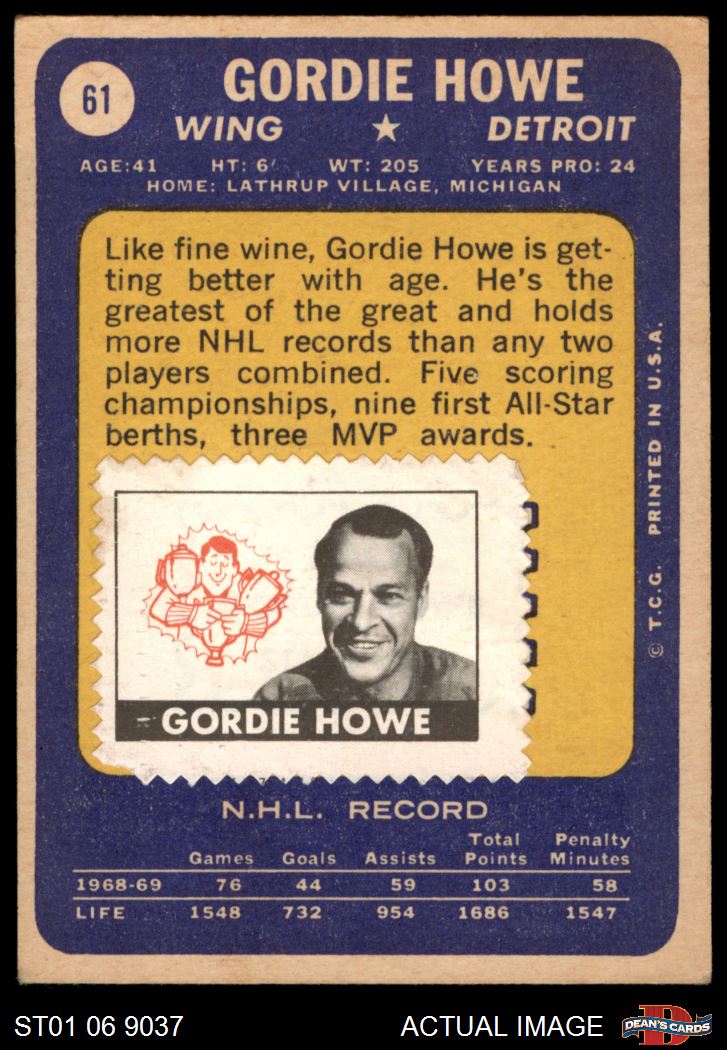 61
GORDIE HOWE
WING ★ DETROIT
AGE:41 HT: 6' WT: 205 YEARS PRO: 24
HOME: LATHRUP VILLAGE, MICHIGAN
Like fine wine, Gordie Howe is get-
ting better with age. He's the
greatest of the great and holds
more NHL records than any two
players combined. Five scoring
championships, nine first All-Star
berths, three MVP awards.
GORDIE HOWE
© T.C.G. PRINTED IN U.S.A.
N.H.L. RECORD
Games Goals Assists Total Points Penalty Minutes
1968-69 76 44 59 103 58
LIFE 1548 732 954 1686 1547
ST01 06 9037 ACTUAL IMAGE
D
DEAN'S CARDS